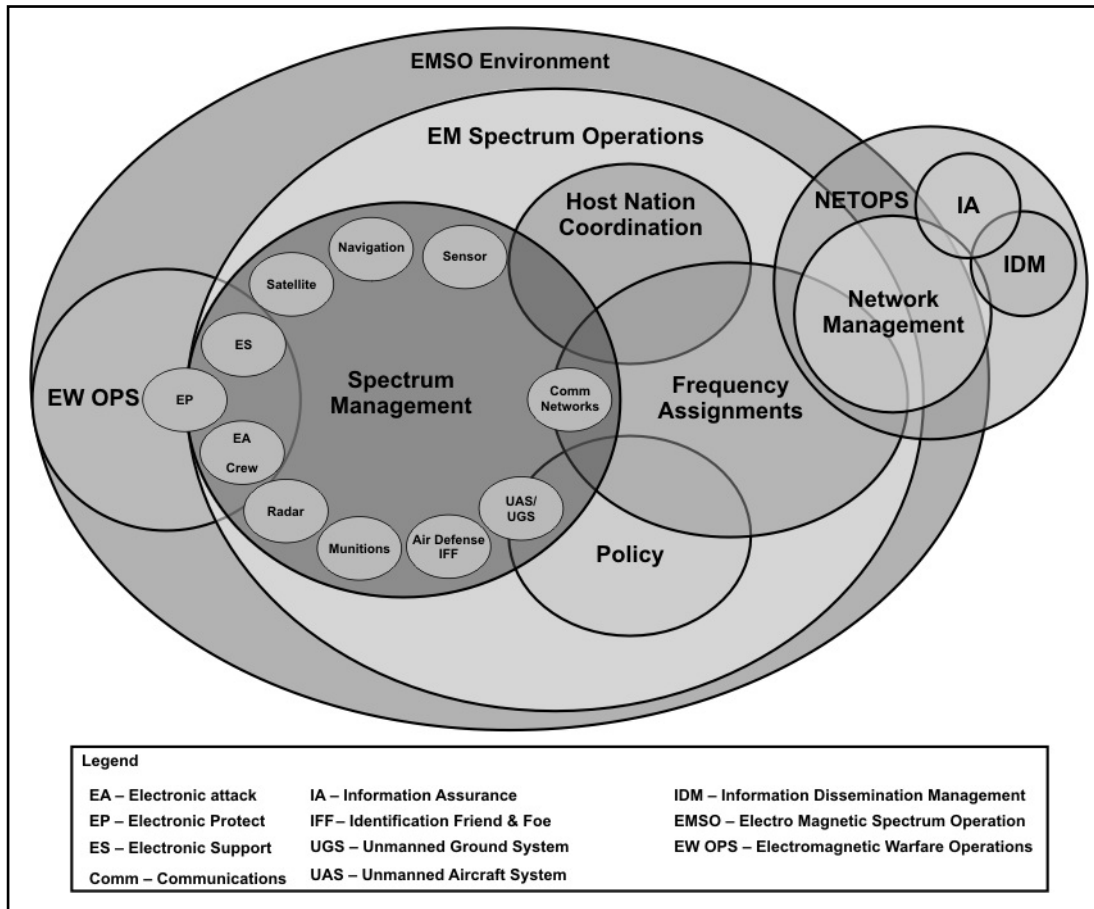 EMSO Environment
EM Spectrum Operations
Host Nation
Coordination
NETOPS
IA
IDM
Network
Management
Navigation
Sensor
Satellite
ES
EW OPS
EP
Spectrum
Management
Comm
Networks
Frequency
Assignments
EA
Crew
Radar
Munitions
Air Defense
IFF
UAS/
UGS
Policy
Legend
EA – Electronic attack
EP – Electronic Protect
ES – Electronic Support
Comm – Communications
IA – Information Assurance
IFF – Identification Friend & Foe
UGS – Unmanned Ground System
UAS – Unmanned Aircraft System
IDM – Information Dissemination Management
EMSO – Electro Magnetic Spectrum Operation
EW OPS – Electromagnetic Warfare Operations